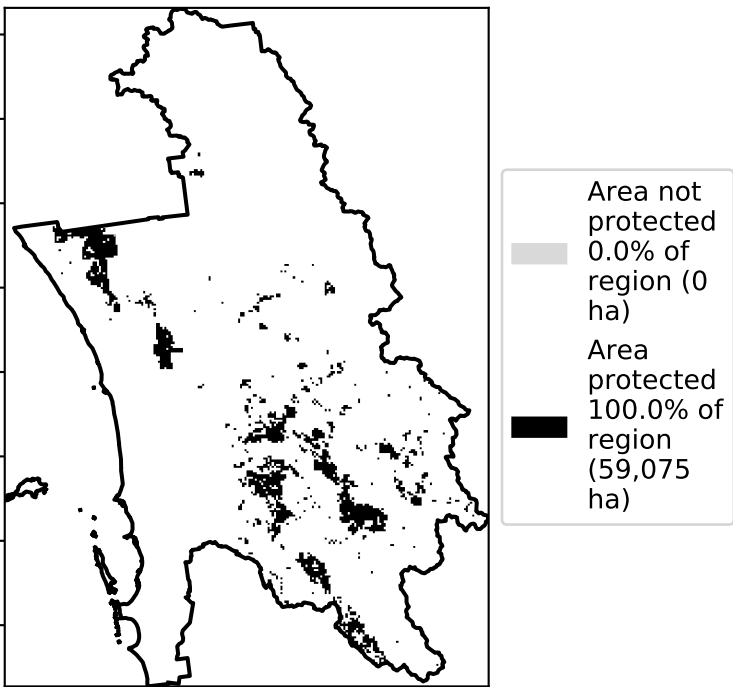 Area not
protected
0.0% of
region (0
ha)
Area
protected
100.0% of
region
(59,075
ha)